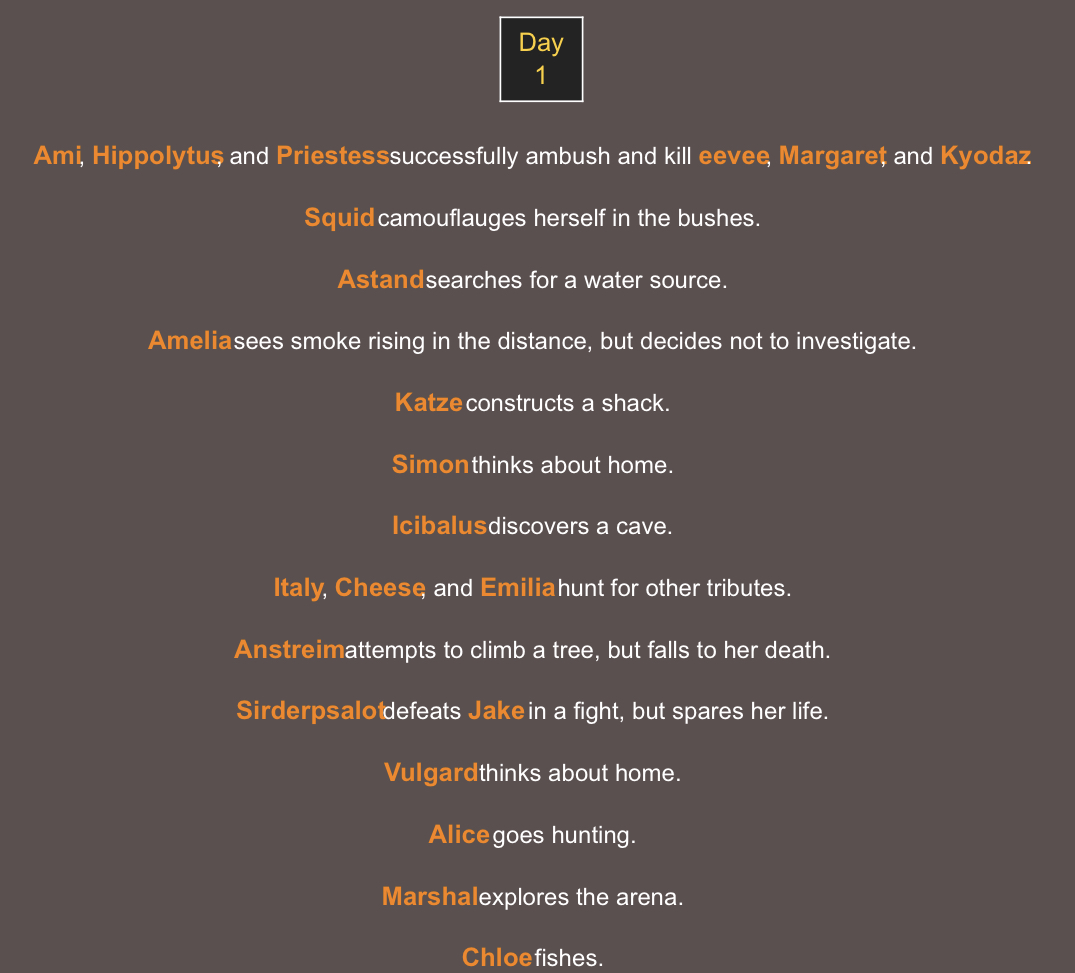 Day
1
Ami, Hippolytus, and Priestess successfully ambush and kill eevee, Margaret, and Kyodaz.
Squid camouflauges herself in the bushes.
Astand searches for a water source.
Amelia sees smoke rising in the distance, but decides not to investigate.
Katze constructs a shack.
Simon thinks about home.
Icibalus discovers a cave.
Italy, Cheese, and Emilia hunt for other tributes.
Anstreim attempts to climb a tree, but falls to her death.
Sirderpsalot defeats Jake in a fight, but spares her life.
Vulgard thinks about home.
Alice goes hunting.
Marshal explores the arena.
Chloe fishes.